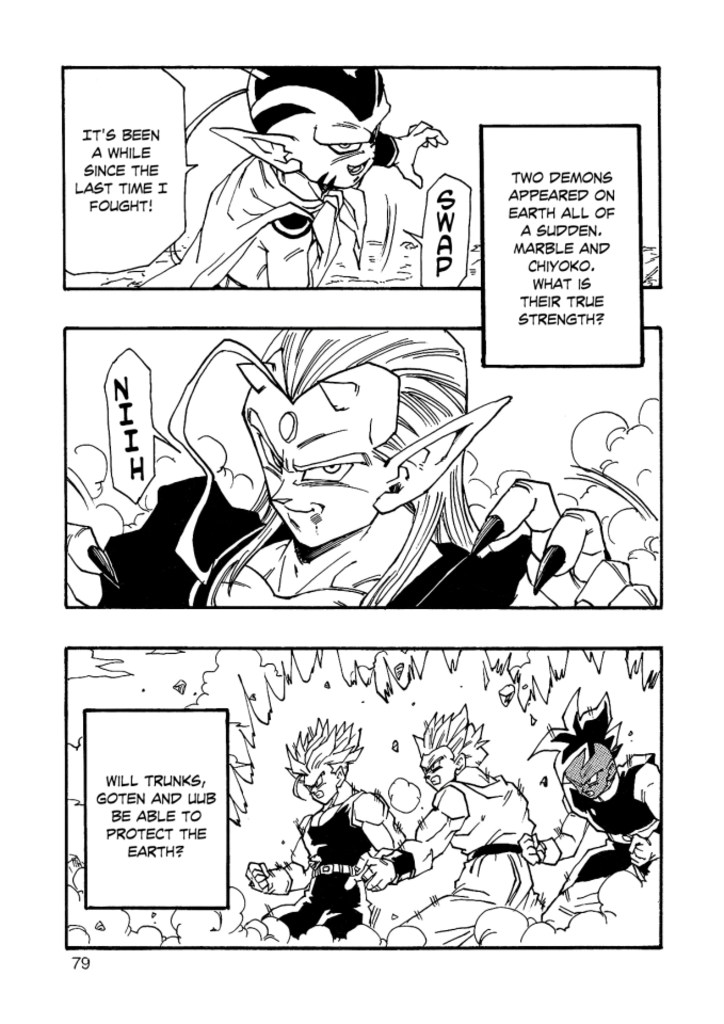 IT'S BEEN
A WHILE
SINCE THE
LAST TIME I
FOUGHT!
SWAP
TWO DEMONS
APPEARED ON
EARTH ALL OF
A SUDDEN.
MARBLE AND
CHIYOKO.
WHAT IS
THEIR TRUE
STRENGTH?
NIIH
WILL TRUNKS,
GOTEN AND UUB
BE ABLE TO
PROTECT THE
EARTH?
79